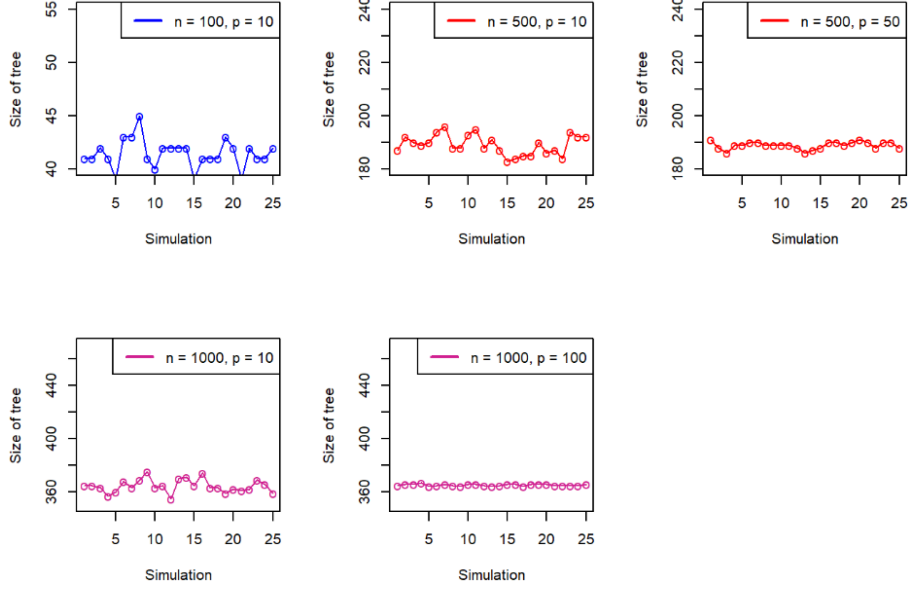 n = 100, p = 10
Size of tree
55
50
45
40
5 10 15 20 25
Simulation
n = 500, p = 10
Size of tree
240
220
200
180
5 10 15 20 25
Simulation
n = 500, p = 50
Size of tree
240
220
200
180
5 10 15 20 25
Simulation
n = 1000, p = 10
Size of tree
440
400
360
5 10 15 20 25
Simulation
n = 1000, p = 100
Size of tree
440
400
360
5 10 15 20 25
Simulation